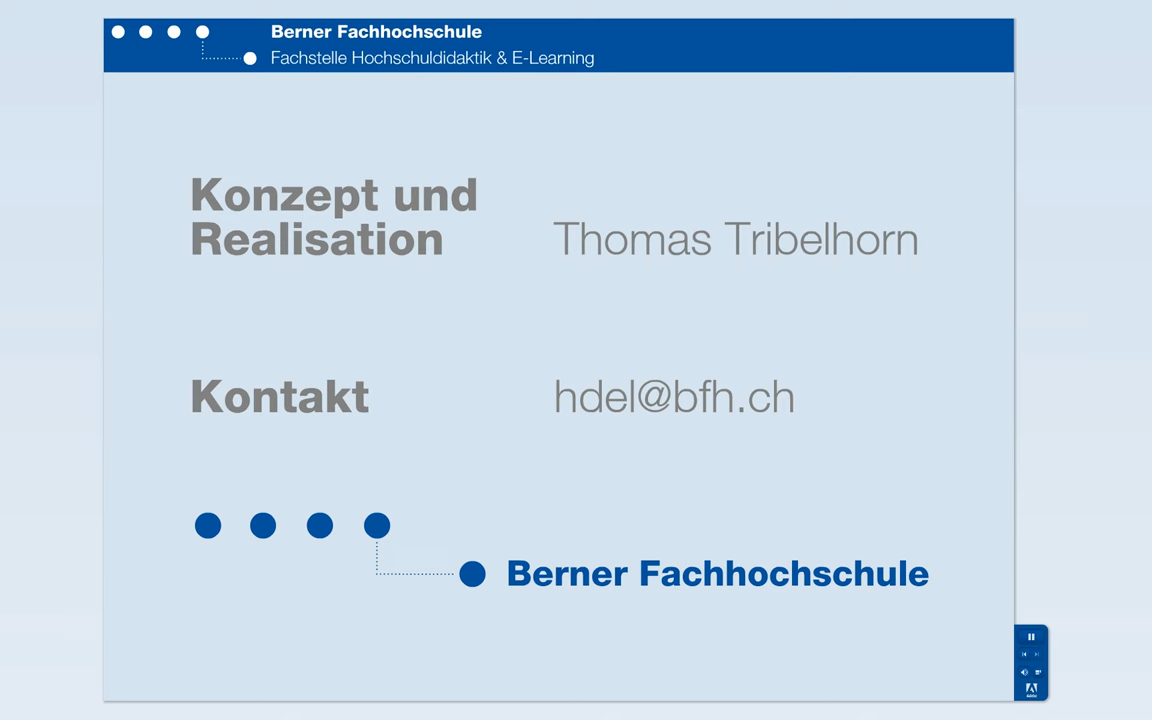 Berner Fachhochschule
Fachstelle Hochschuldidaktik & E-Learning
Konzept und
Realisation Thomas Tribelhorn
Kontakt hdel@bfh.ch
Berner Fachhochschule